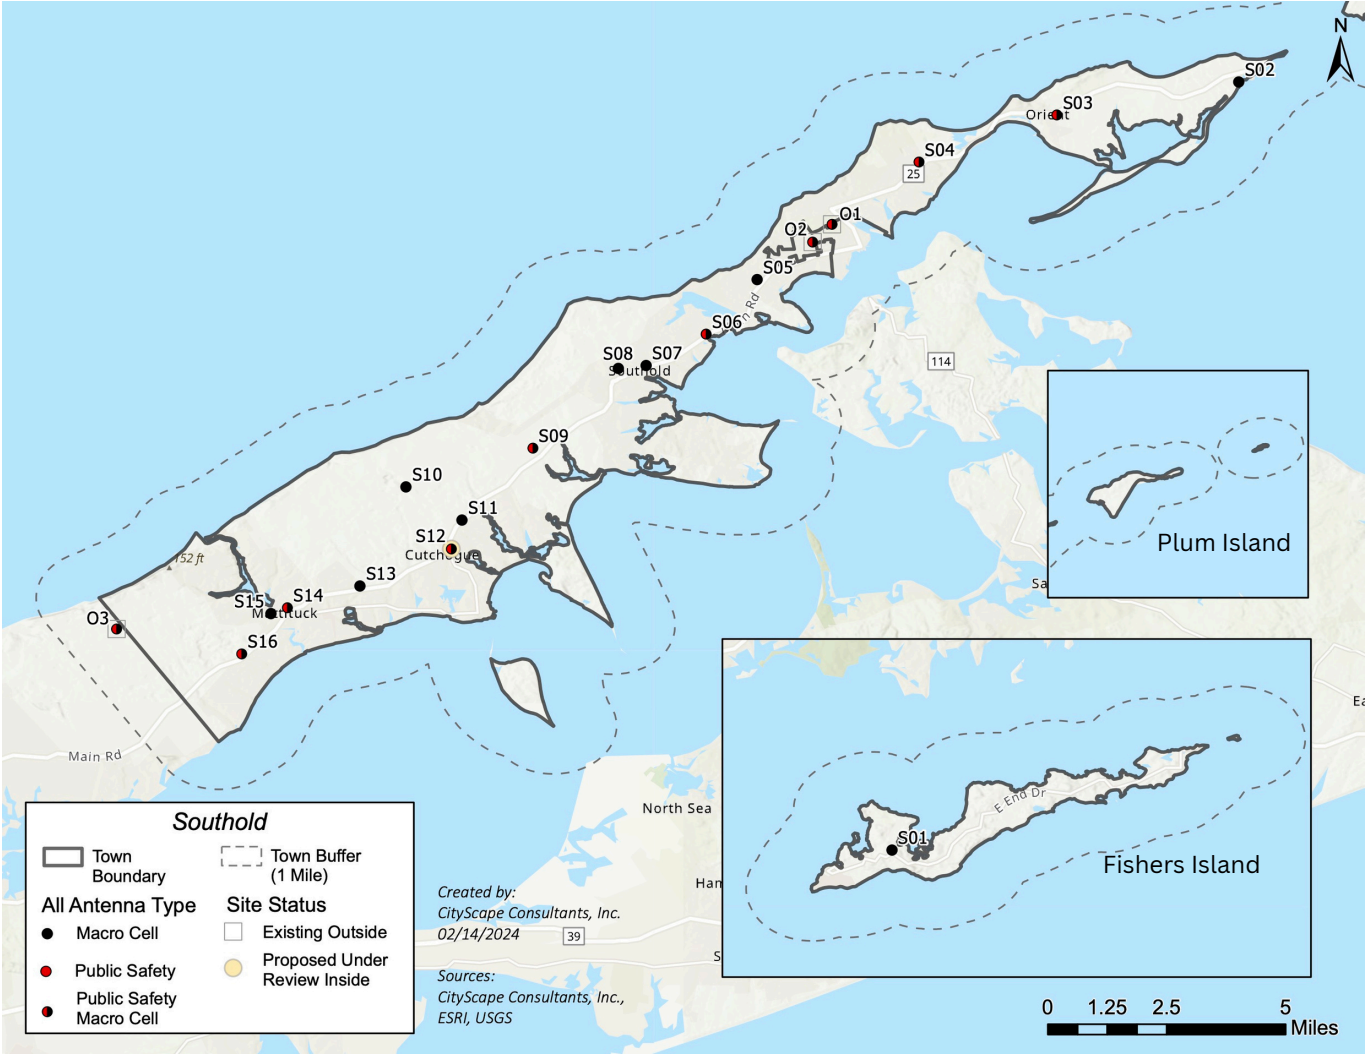 N
S02
S03
Orient
S04
25
O1
O2
S05
n Rd
S06
S08
S07
Southold
114
S09
S10
S11
S12
Cutchogue
152 ft
S13
S14
S15
Mattituck
O3
S16
Main Rd
Plum Island
Sa
E End Dr
S01
Fishers Island
Ea
North Sea
Ham
S
39
Southold
Town
Boundary
Town Buffer
(1 Mile)
All Antenna Type
Site Status
Macro Cell
Existing Outside
Public Safety
Proposed Under
Review Inside
Public Safety
Macro Cell
Created by:
CityScape Consultants, Inc.
02/14/2024
Sources:
CityScape Consultants, Inc.,
ESRI, USGS
0 1.25 2.5 5
Miles